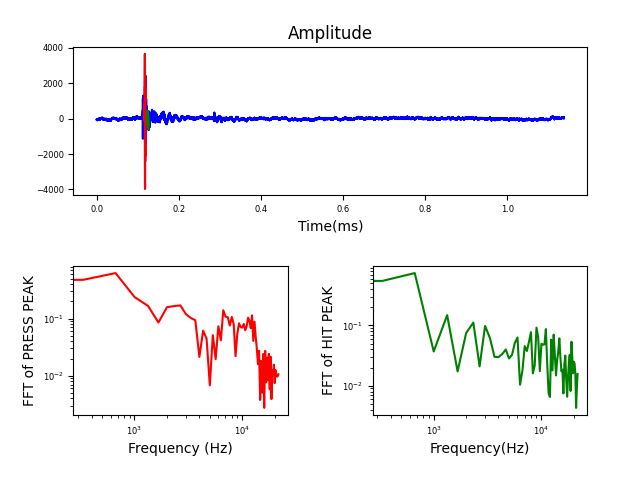 Amplitude
4000
2000
0
−2000
−4000
0.0 0.2 0.4 0.6 0.8 1.0
Time(ms)
FFT of PRESS PEAK
10⁻¹
10⁻²
10³ 10⁴
Frequency (Hz)
FFT of HIT PEAK
10⁻¹
10⁻²
10³ 10⁴
Frequency(Hz)